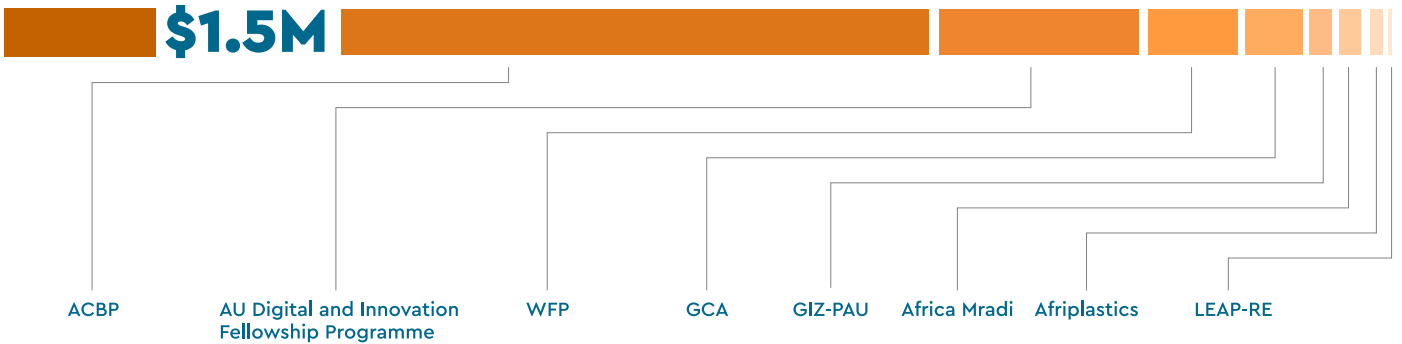 $1.5M
ACBP
AU Digital and Innovation
Fellowship Programme
WFP
GCA
GIZ-PAU
Africa Mradi
Afriplastics
LEAP-RE